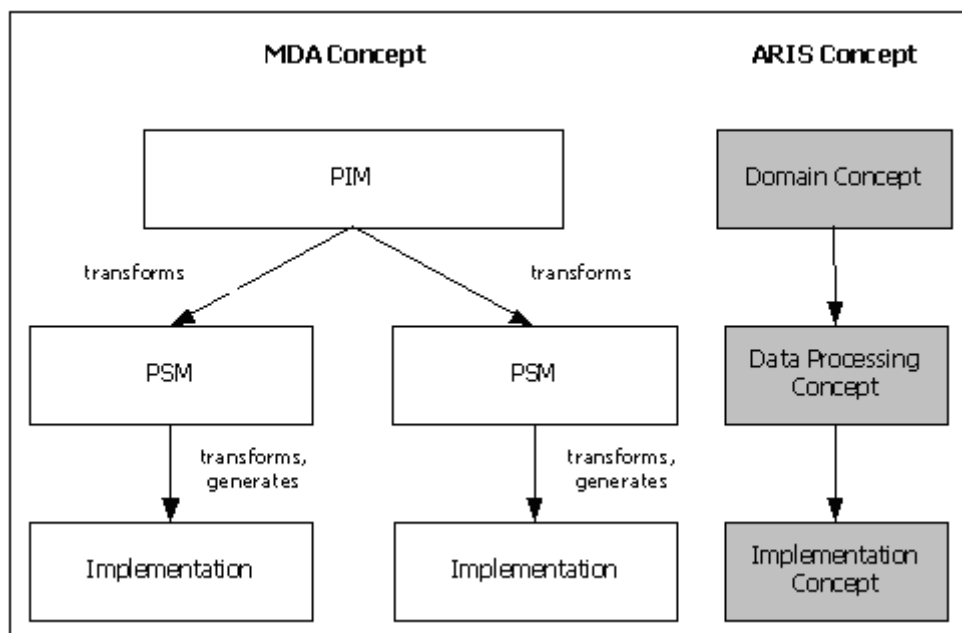 MDA Concept
ARIS Concept
PIM
Domain Concept
transforms
transforms
PSM
PSM
Data Processing
Concept
transforms,
generates
transforms,
generates
Implementation
Implementation
Implementation
Concept